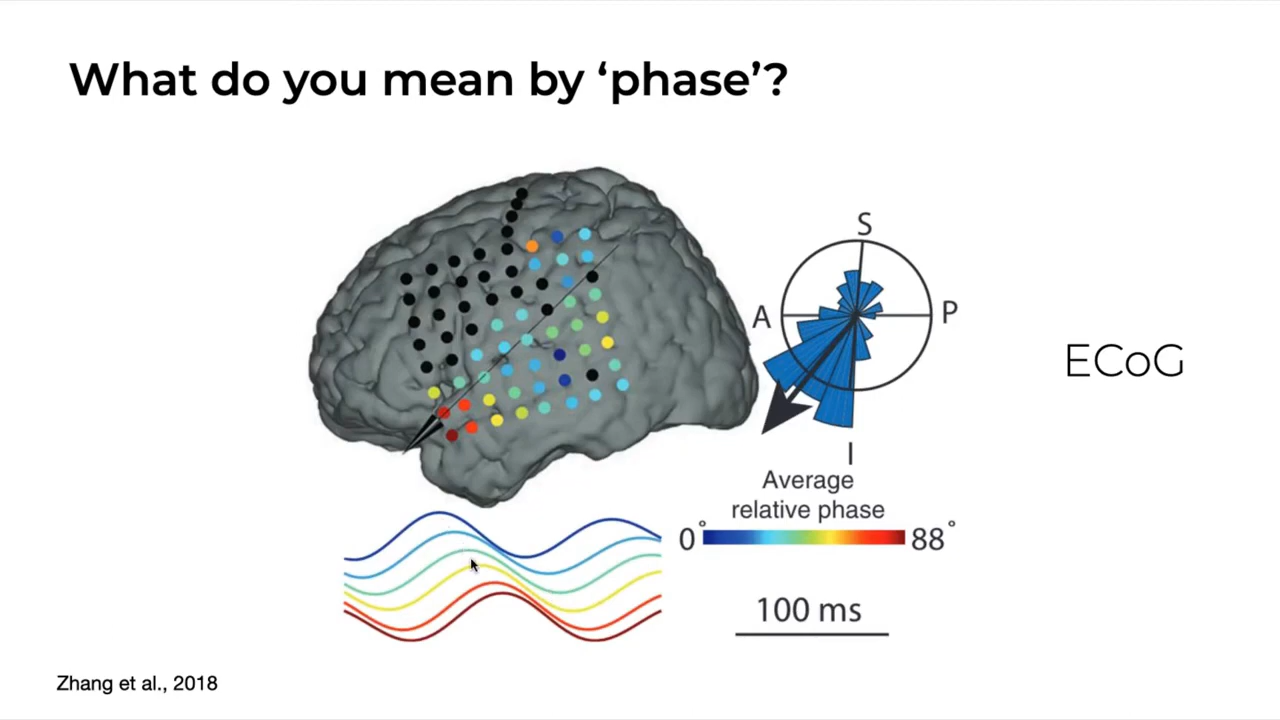 What do you mean by ‘phase’?
S
A
P
I
ECoG
Average
relative phase
0°
88°
100 ms
Zhang et al., 2018